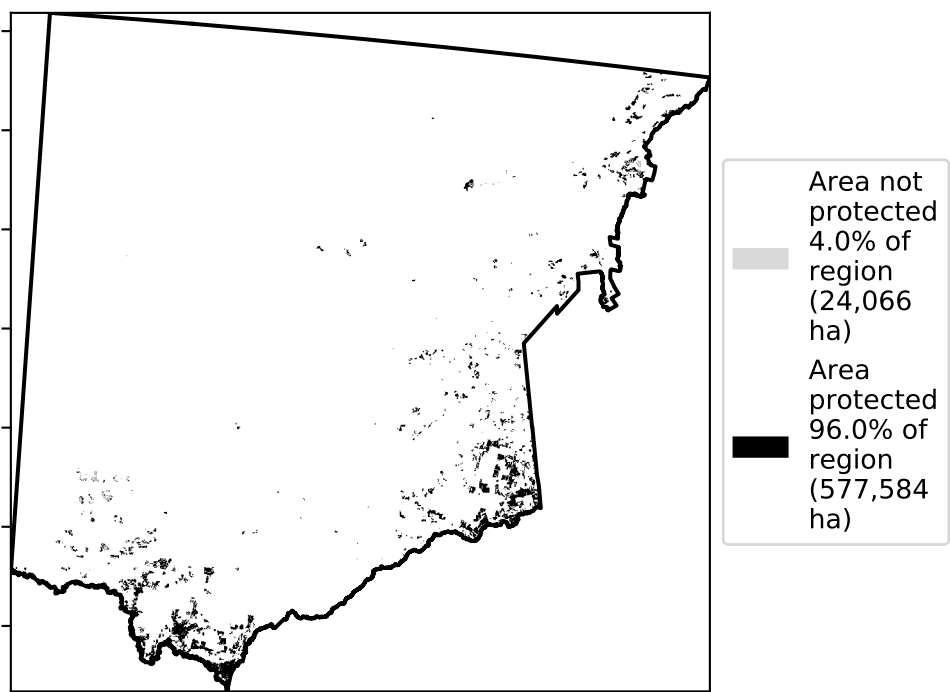 Area not
protected
4.0% of
region
(24,066
ha)
Area
protected
96.0% of
region
(577,584
ha)